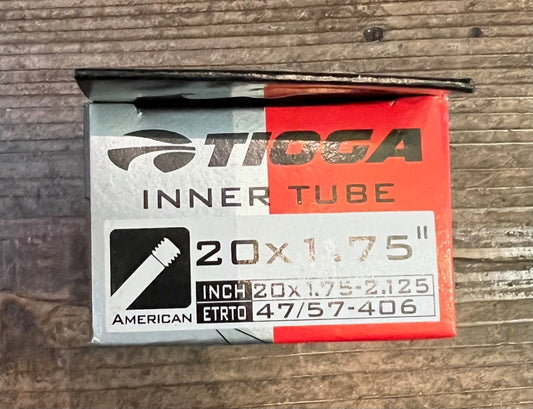 TIOGA
INNER TUBE
20x1.75"
INCH 20x1.75-2.125
ETRTO 47/57-406
AMERICAN